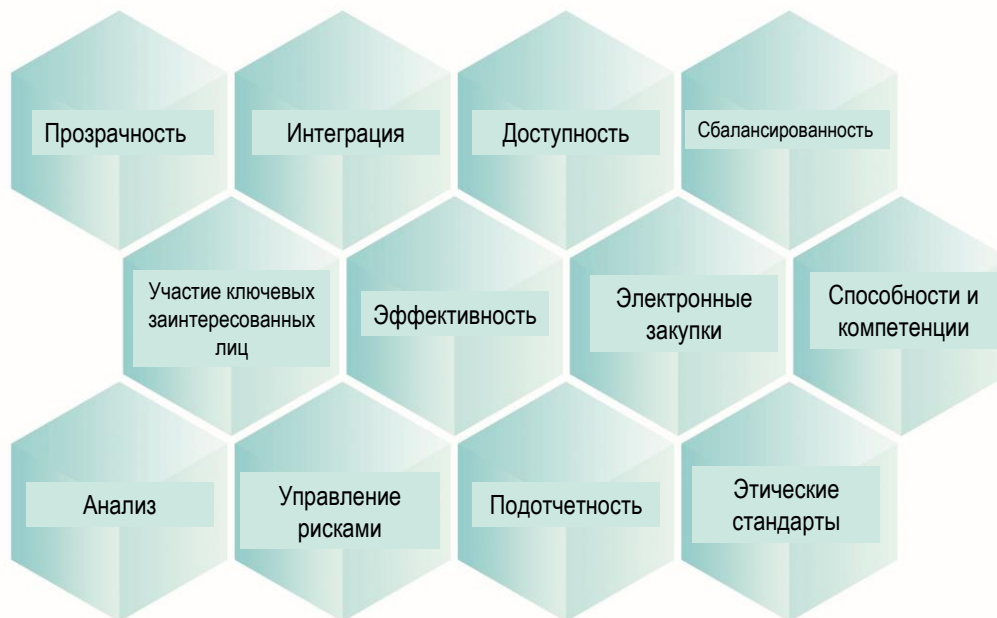 Прозрачность
Интеграция
Доступность
Сбалансированность
Участие ключевых
заинтересованных
лиц
Эффективность
Электронные
закупки
Способности и
компетенции
Анализ
Управление
рисками
Подотчетность
Этические
стандарты